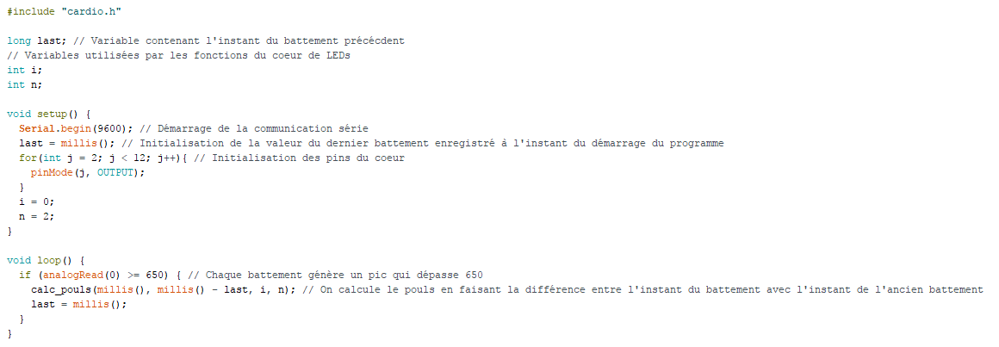 #include "cardio.h"

long last; // Variable contenant l'instant du battement précécdent
// Variables utilisées par les fonctions du coeur de LEDs
int i;
int n;

void setup() {
  Serial.begin(9600); // Démarrage de la communication série
  last = millis(); // Initialisation de la valeur du dernier battement enregistré à l'instant du démarrage du programme
  for(int j = 2; j < 12; j++){ // Initialisation des pins du coeur
    pinMode(j, OUTPUT);
  }
  i = 0;
  n = 2;
}

void loop() {
  if (analogRead(0) >= 650) { // Chaque battement génère un pic qui dépasse 650
    calc_pouls(millis(), millis() - last, i, n); // On calcule le pouls en faisant la différence entre l'instant du battement avec l'instant de l'ancien battement
    last = millis();
  }
}